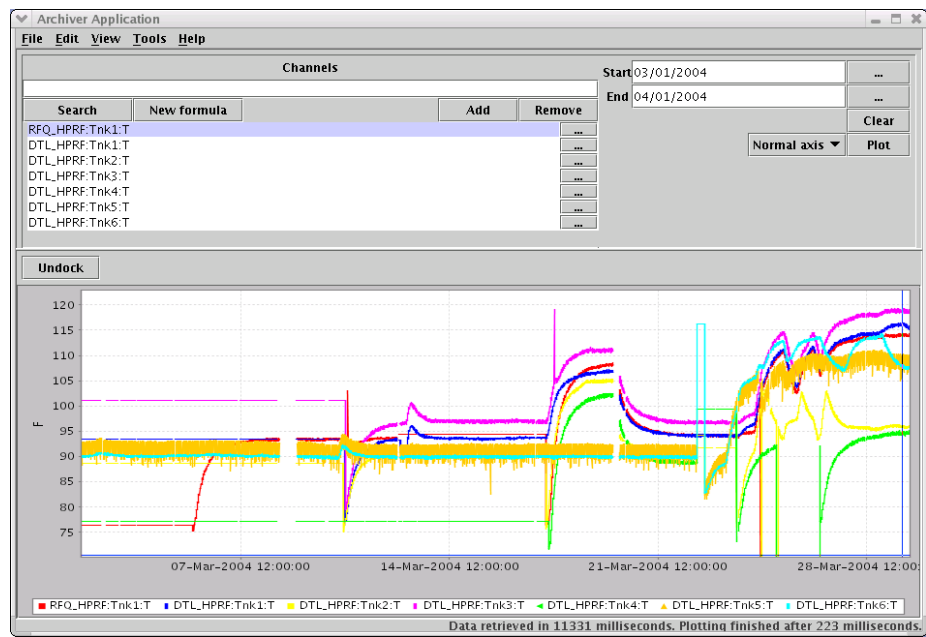 Archiver Application
File Edit View Tools Help
Channels
Start 03/01/2004 ...
End 04/01/2004 ...
Search New formula Add Remove
Clear
Normal axis Plot
RFQ_HPRF:Tnk1:T ...
DTL_HPRF:Tnk1:T ...
DTL_HPRF:Tnk2:T ...
DTL_HPRF:Tnk3:T ...
DTL_HPRF:Tnk4:T ...
DTL_HPRF:Tnk5:T ...
DTL_HPRF:Tnk6:T ...
Undock
120
115
110
105
100
95
90
85
80
75
F
07-Mar-2004 12:00:00 14-Mar-2004 12:00:00 21-Mar-2004 12:00:00 28-Mar-2004 12:00:
RFQ_HPRF:Tnk1:T DTL_HPRF:Tnk1:T DTL_HPRF:Tnk2:T DTL_HPRF:Tnk3:T DTL_HPRF:Tnk4:T DTL_HPRF:Tnk5:T DTL_HPRF:Tnk6:T
Data retrieved in 11331 milliseconds. Plotting finished after 223 milliseconds.